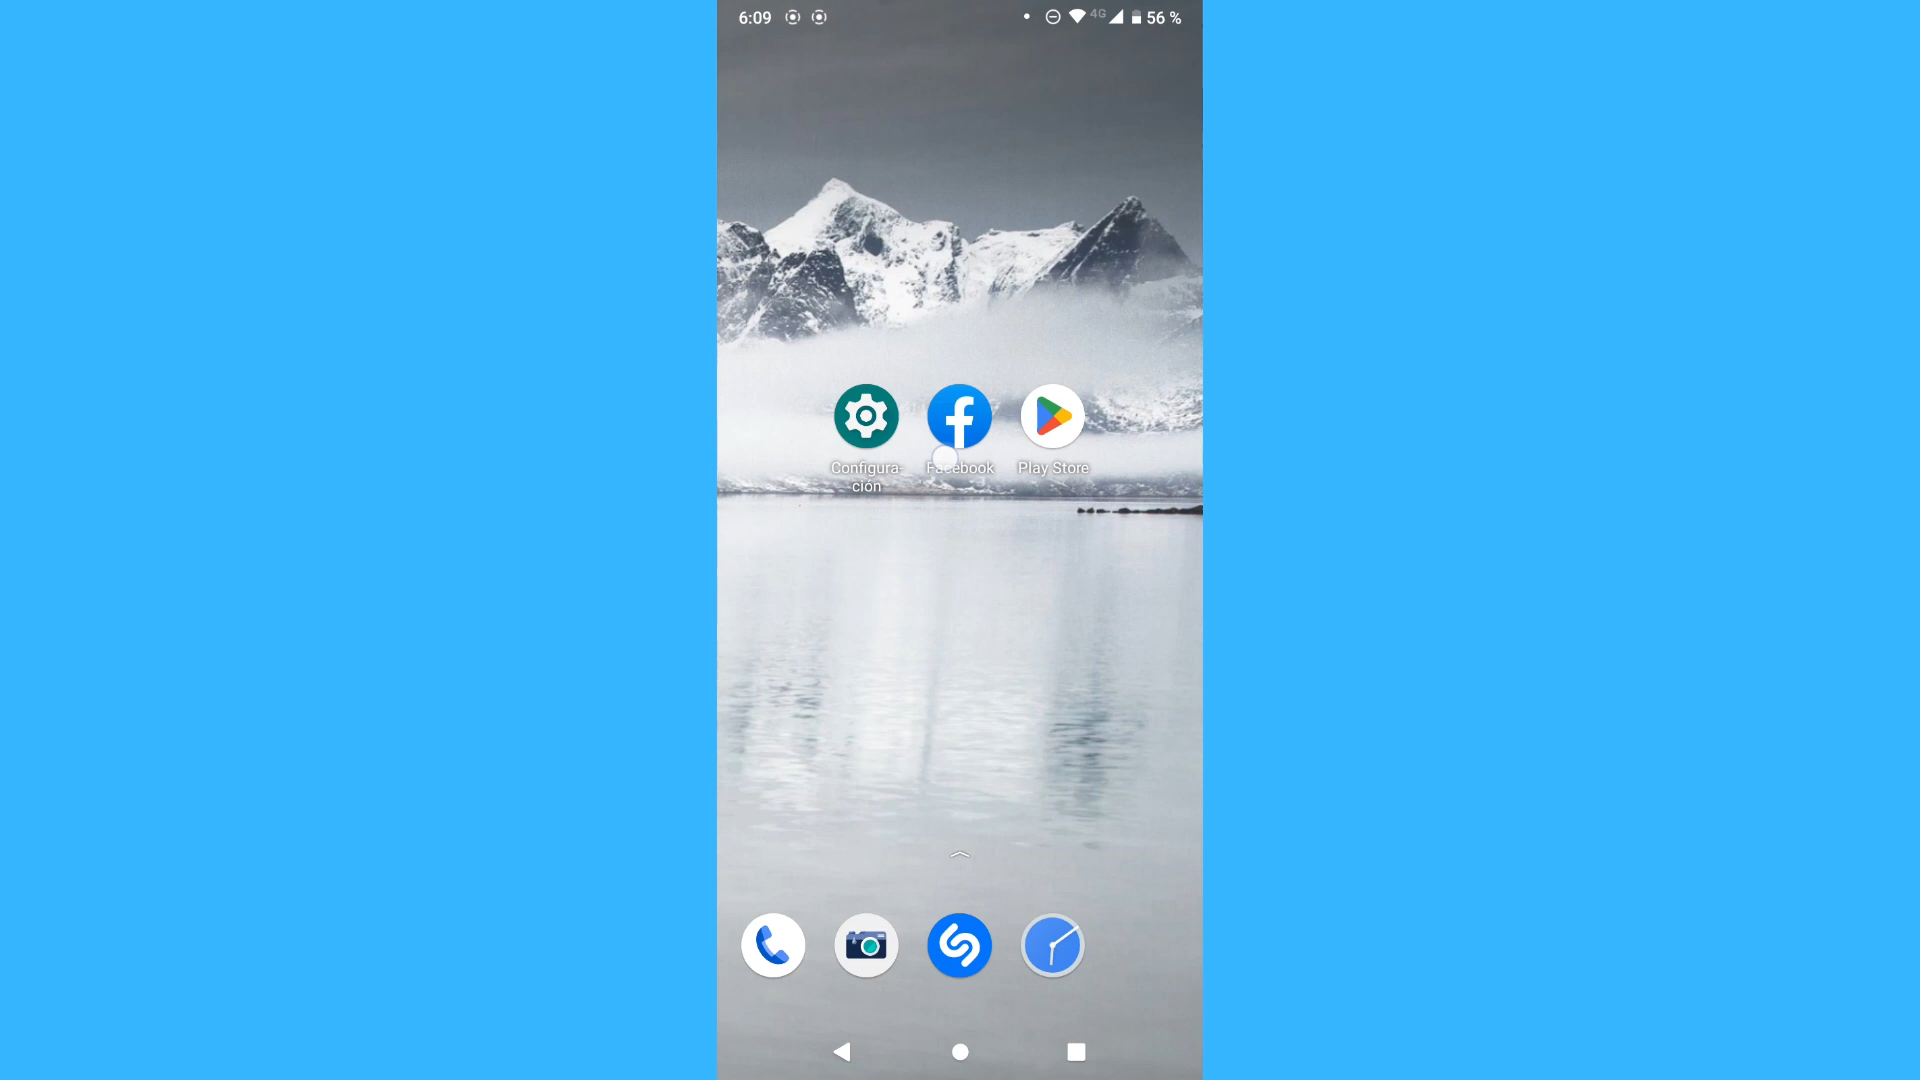 6:09
4G
56 %
Configura-
ción
Facebook
Play Store